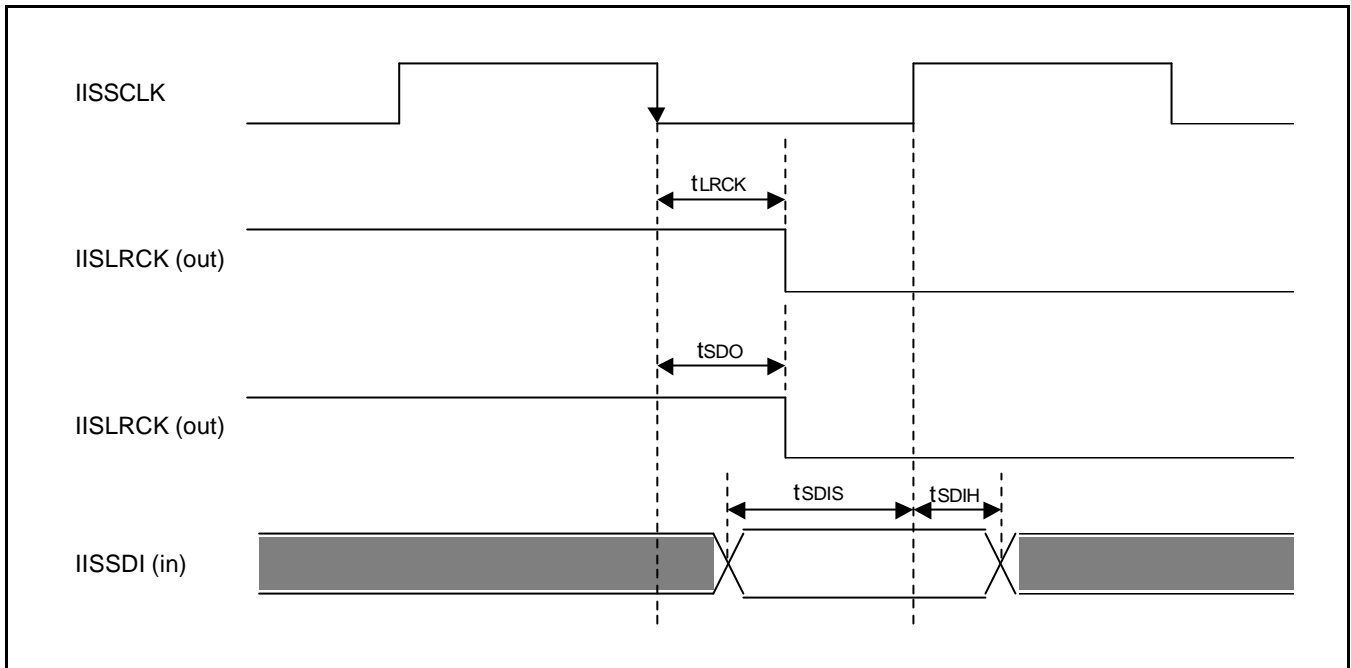 IISSCLK
tLRCK
IISLRCK (out)
tSDO
IISLRCK (out)
tSDIS
tSDIH
IISSDI (in)